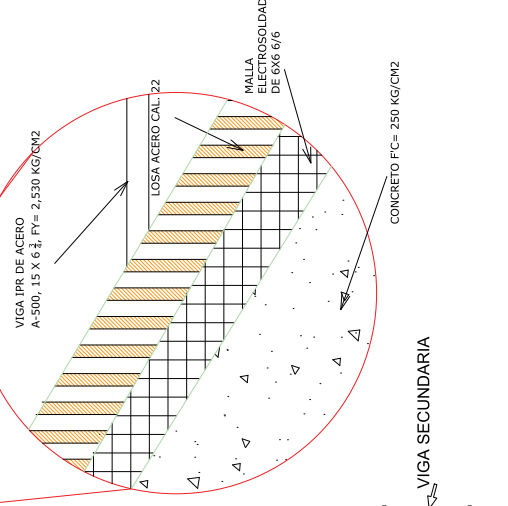 VIGA IPR DE ACERO
A-500, 15 X 6 ¾, FY= 2,530 KG/CM2
LOSA ACERO CAL. 22
MALLA
ELECTROSOLDAD
DE 6X6 6/6
CONCRETO F'C= 250 KG/CM2
VIGA SECUNDARIA